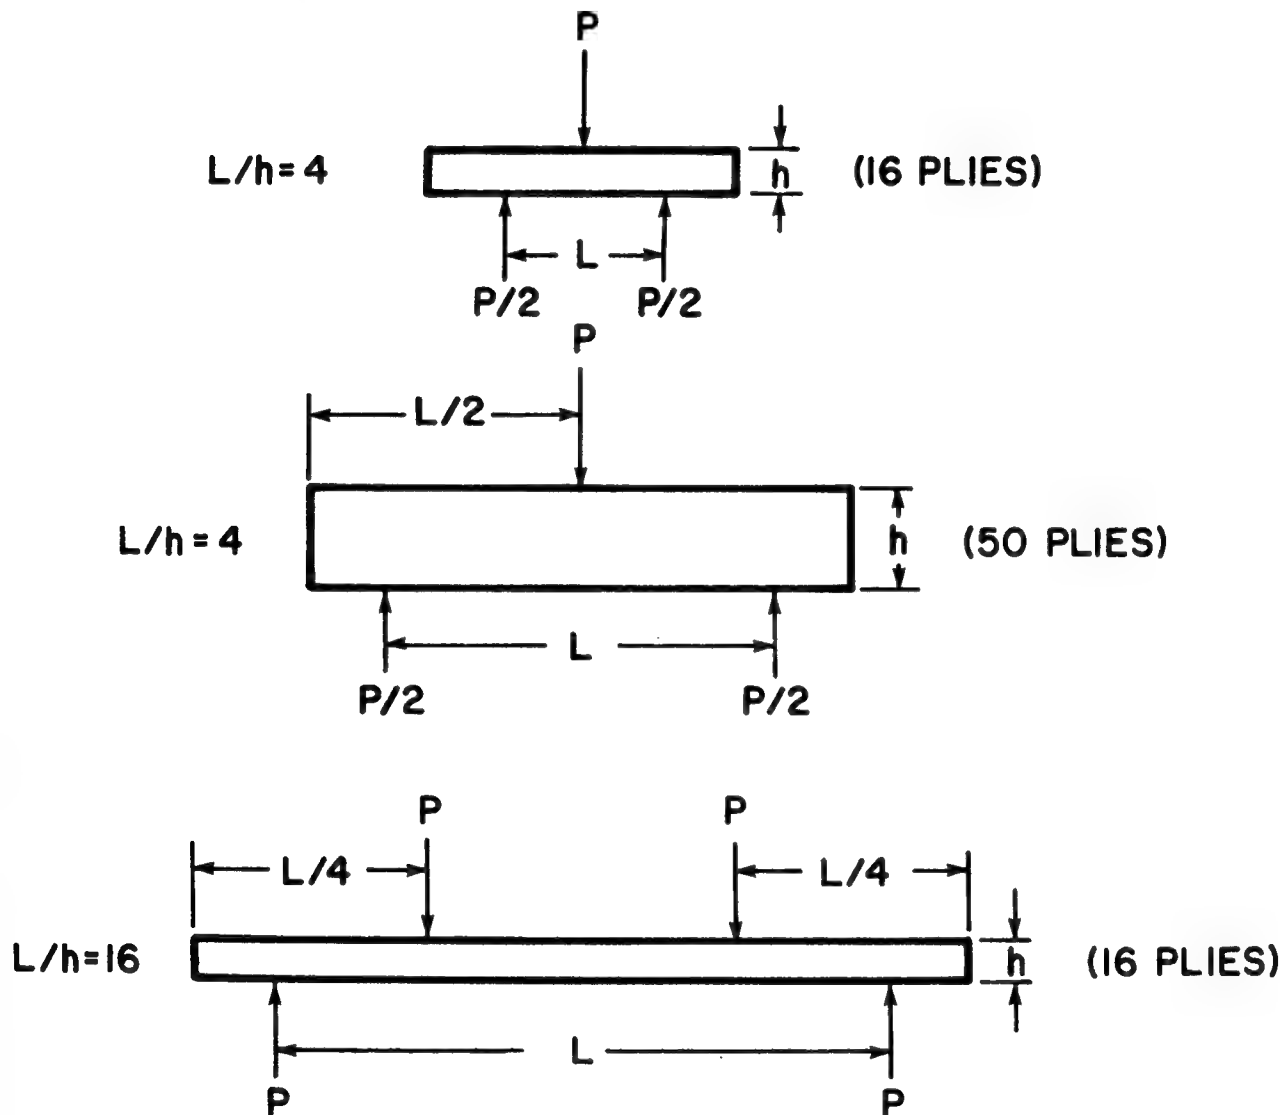 P
L/h=4
h
(16 PLIES)
L
P/2
P/2
P
L/2
L/h=4
h
(50 PLIES)
L
P/2
P/2
P
P
L/4
L/4
L/h=16
h
(16 PLIES)
L
P
P